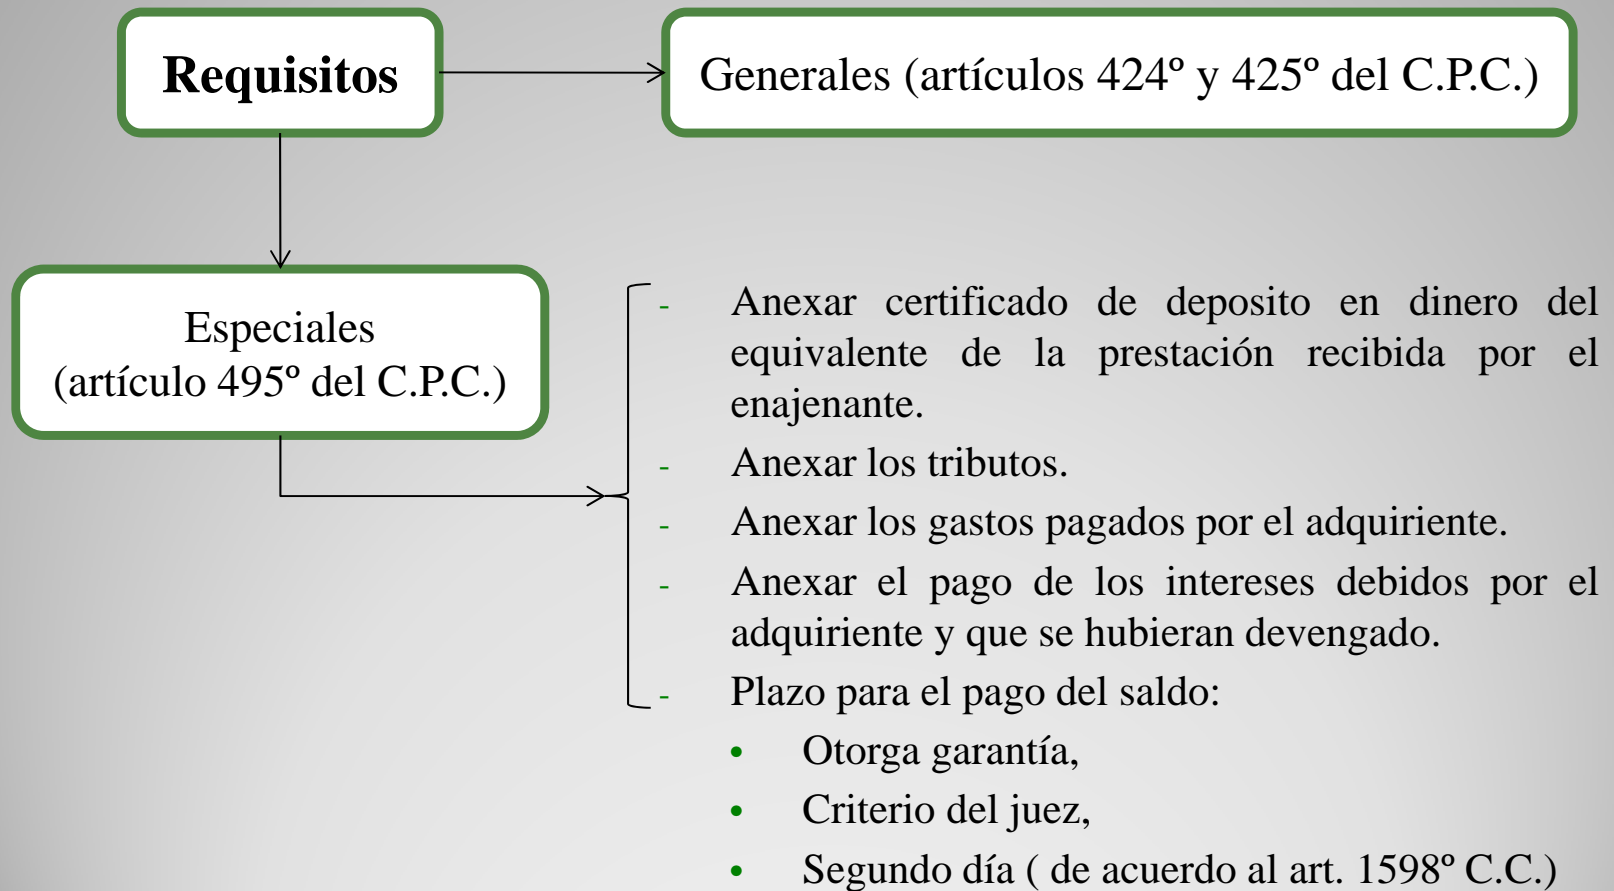 Requisitos
Generales (artículos 424º y 425º del C.P.C.)
Especiales
(artículo 495º del C.P.C.)
- Anexar certificado de deposito en dinero del
equivalente de la prestación recibida por el
enajenante.
- Anexar los tributos.
- Anexar los gastos pagados por el adquiriente.
- Anexar el pago de los intereses debidos por el
adquiriente y que se hubieran devengado.
- Plazo para el pago del saldo:
• Otorga garantía,
• Criterio del juez,
• Segundo día ( de acuerdo al art. 1598º C.C.)